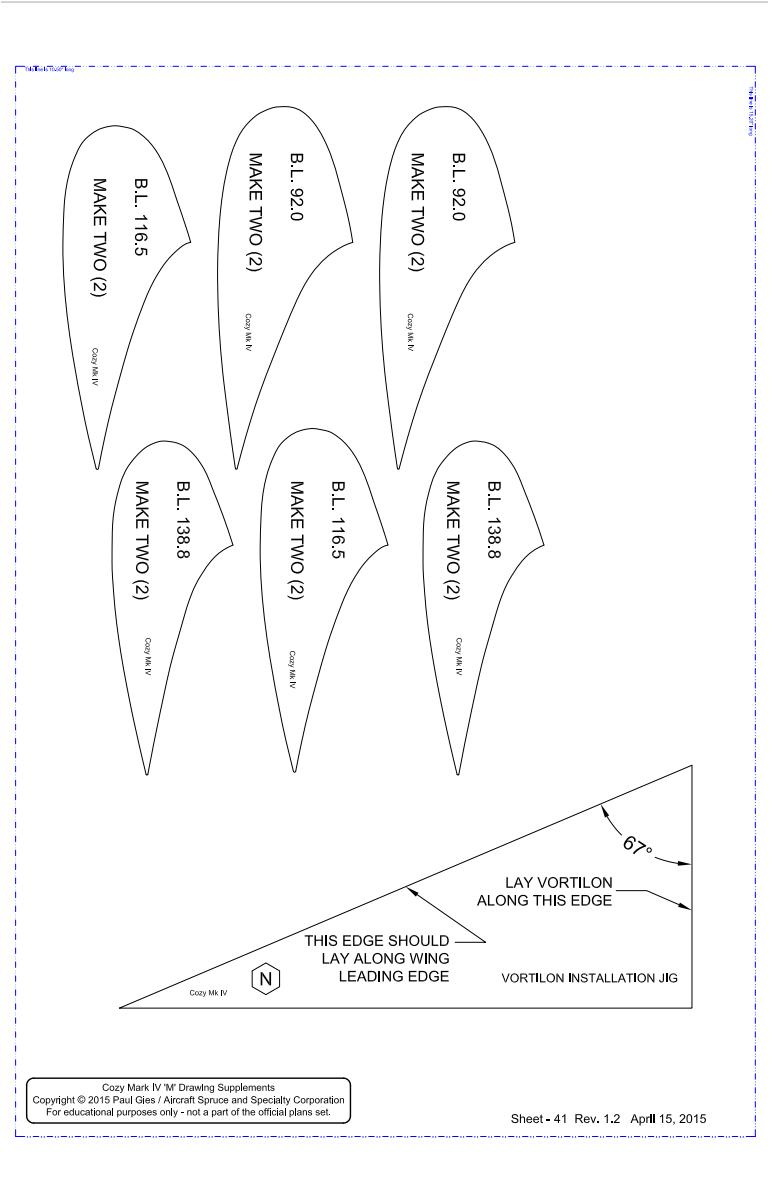 B.L. 116.5
MAKE TWO (2)
Cozy Mk IV
B.L. 92.0
MAKE TWO (2)
Cozy Mk IV
B.L. 92.0
MAKE TWO (2)
Cozy Mk IV
B.L. 138.8
MAKE TWO (2)
Cozy Mk IV
B.L. 116.5
MAKE TWO (2)
Cozy Mk IV
B.L. 138.8
MAKE TWO (2)
Cozy Mk IV
67°
LAY VORTILON
ALONG THIS EDGE
THIS EDGE SHOULD
LAY ALONG WING
LEADING EDGE
N
Cozy Mk IV
VORTILON INSTALLATION JIG
Cozy Mark IV 'M' Drawing Supplements
Copyright © 2015 Paul Gies / Aircraft Spruce and Specialty Corporation
For educational purposes only - not a part of the official plans set.
Sheet - 41 Rev. 1.2 April 15, 2015